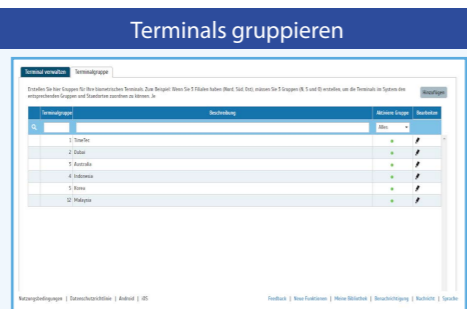 Terminals gruppieren
Terminal verwalten Terminalgruppe
Erstellen Sie hier Gruppen für Ihre biometrischen Terminals. Zum Beispiel: Wenn Sie 3 Filialen haben (Nord, Süd, Ost), müssen Sie 3 Gruppen (N, S und O) erstellen, um die Terminals im System den
entsprechenden Gruppen und Standorten zuordnen zu können. Je
Hinzufügen
Terminalgruppe Beschreibung Aktiviere Gruppe Bearbeiten
Alles
1 TimeTec
2 Dubai
3 Australia
4 Indonesia
5 Korea
12 Malaysia
Nutzungsbedingungen | Datenschutzrichtlinie | Android | iOS Feedback | Neue Funktionen | Meine Bibliothek | Benachrichtigung | Nachricht | Sprache